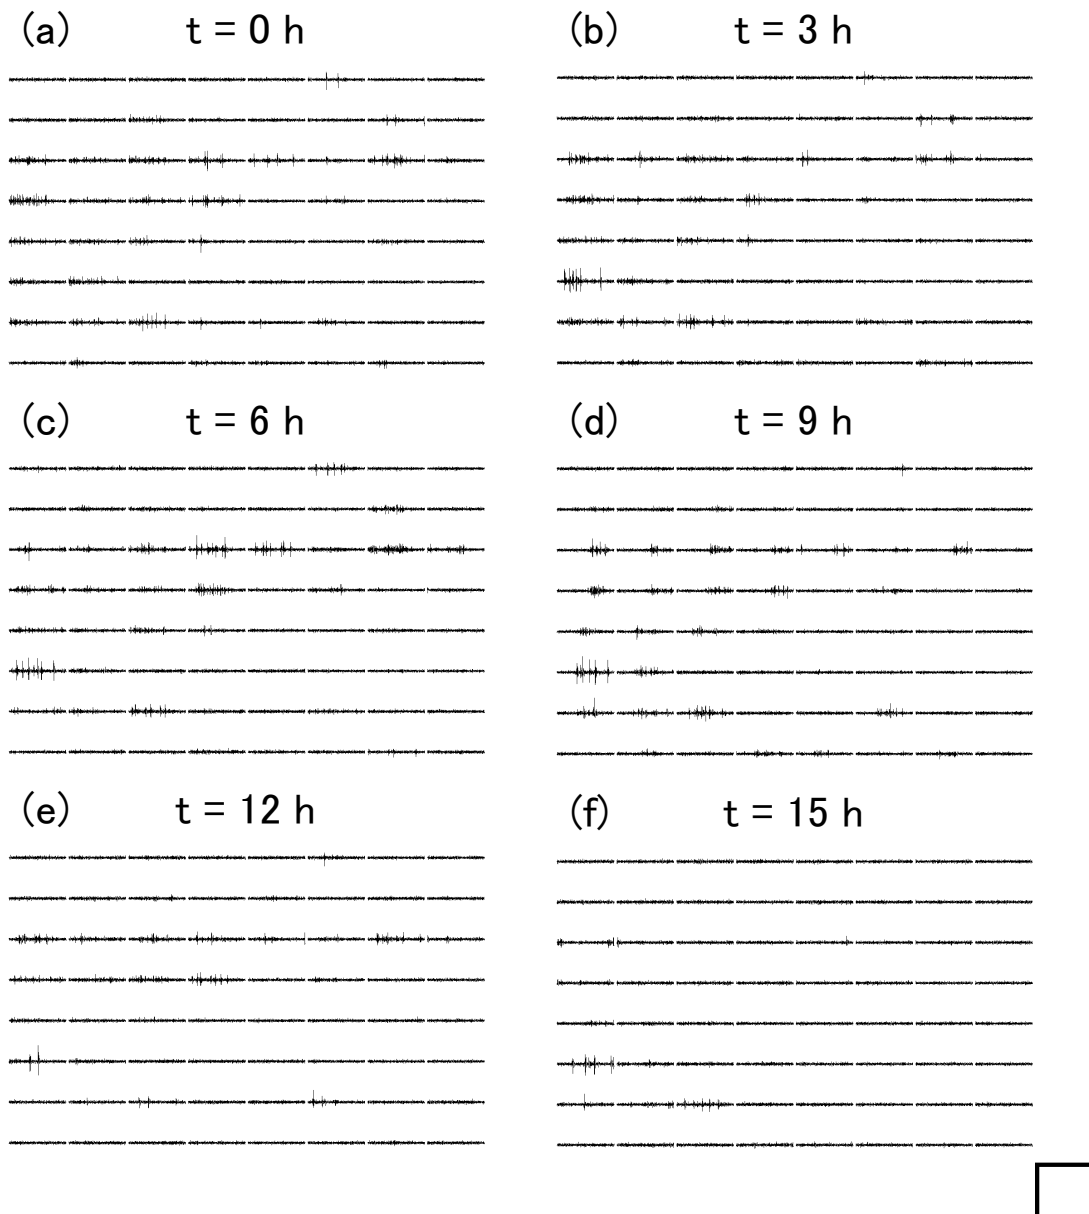 (a) t = 0 h
(b) t = 3 h
(c) t = 6 h
(d) t = 9 h
(e) t = 12 h
(f) t = 15 h